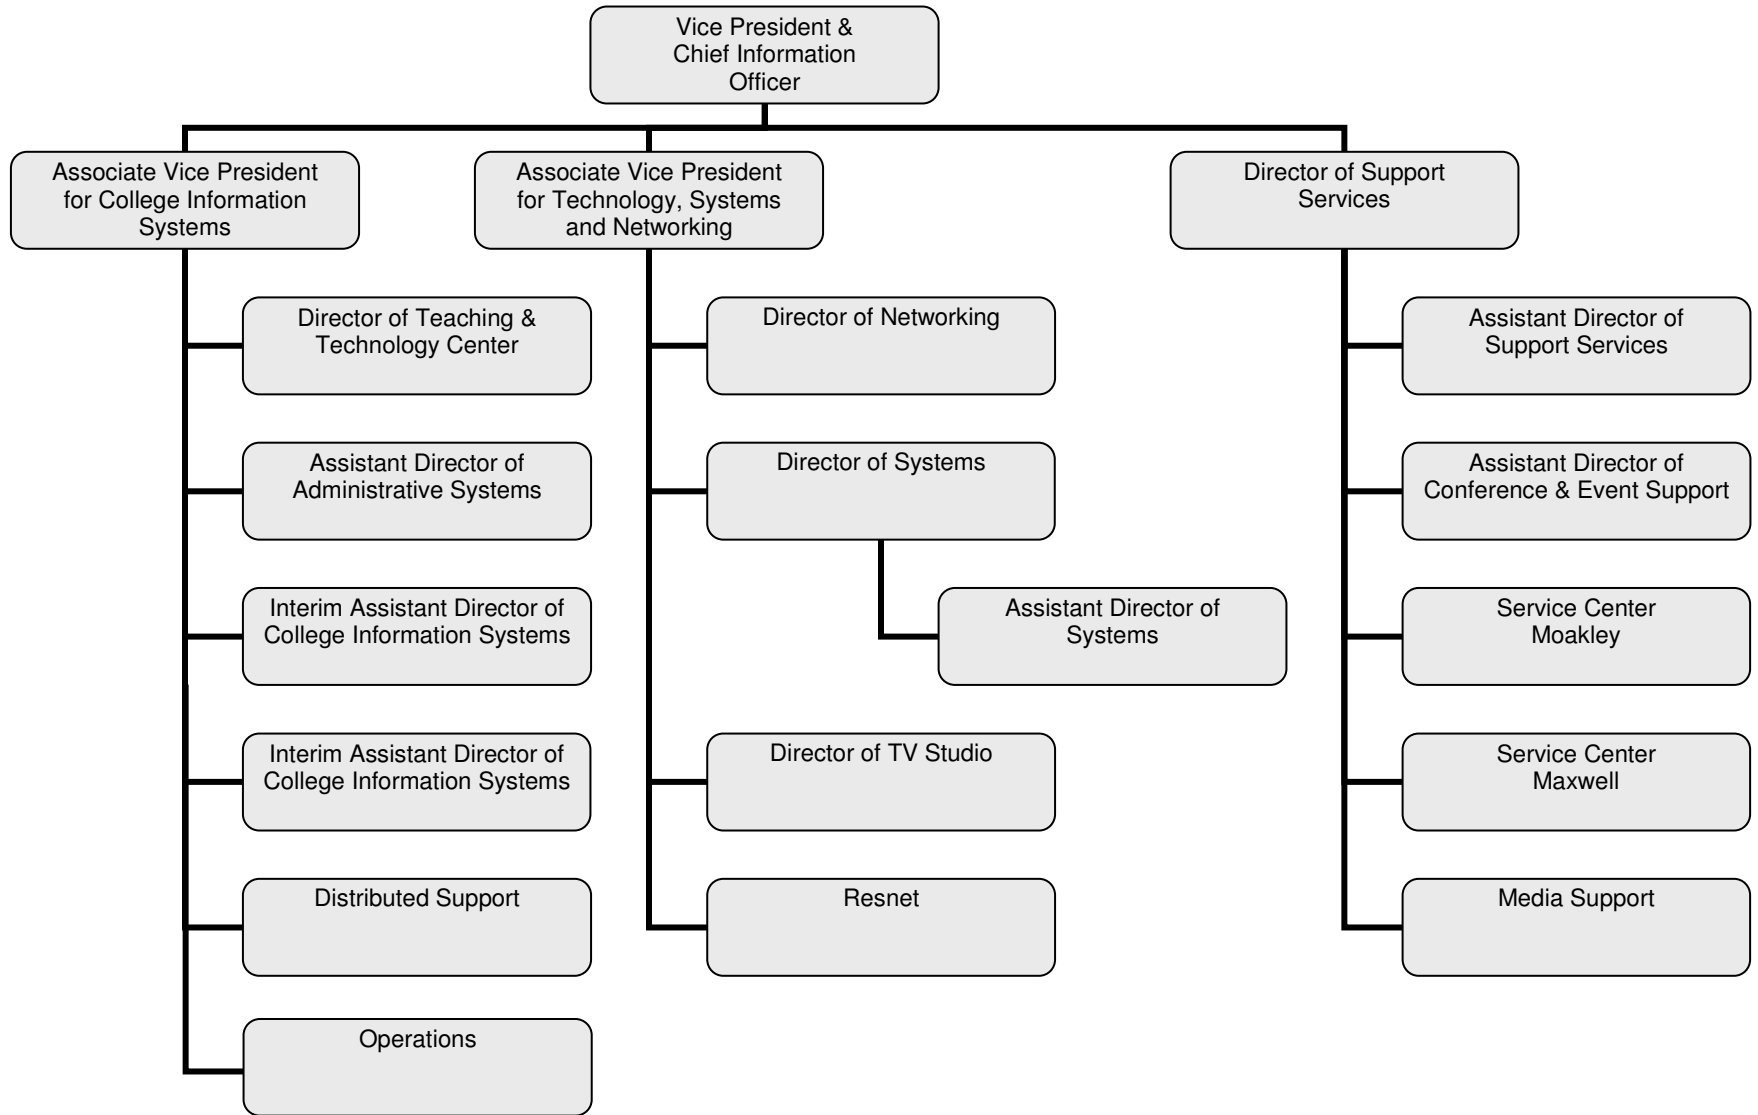 Vice President &
Chief Information
Officer
Associate Vice President
for College Information
Systems
Associate Vice President
for Technology, Systems
and Networking
Director of Support
Services
Director of Teaching &
Technology Center
Director of Networking
Assistant Director of
Support Services
Assistant Director of
Administrative Systems
Director of Systems
Assistant Director of
Conference & Event Support
Interim Assistant Director of
College Information Systems
Assistant Director of
Systems
Service Center
Moakley
Interim Assistant Director of
College Information Systems
Director of TV Studio
Service Center
Maxwell
Distributed Support
Resnet
Media Support
Operations